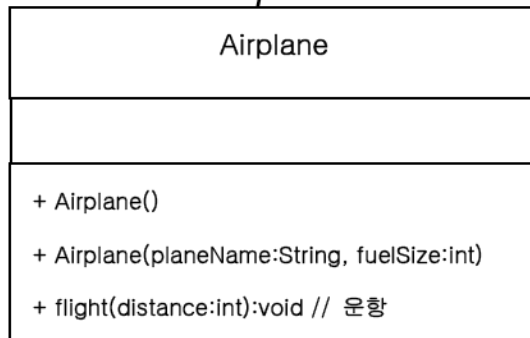 Airplane
+ Airplane()
+ Airplane(planeName:String, fuelSize:int)
+ flight(distance:int):void // 운항